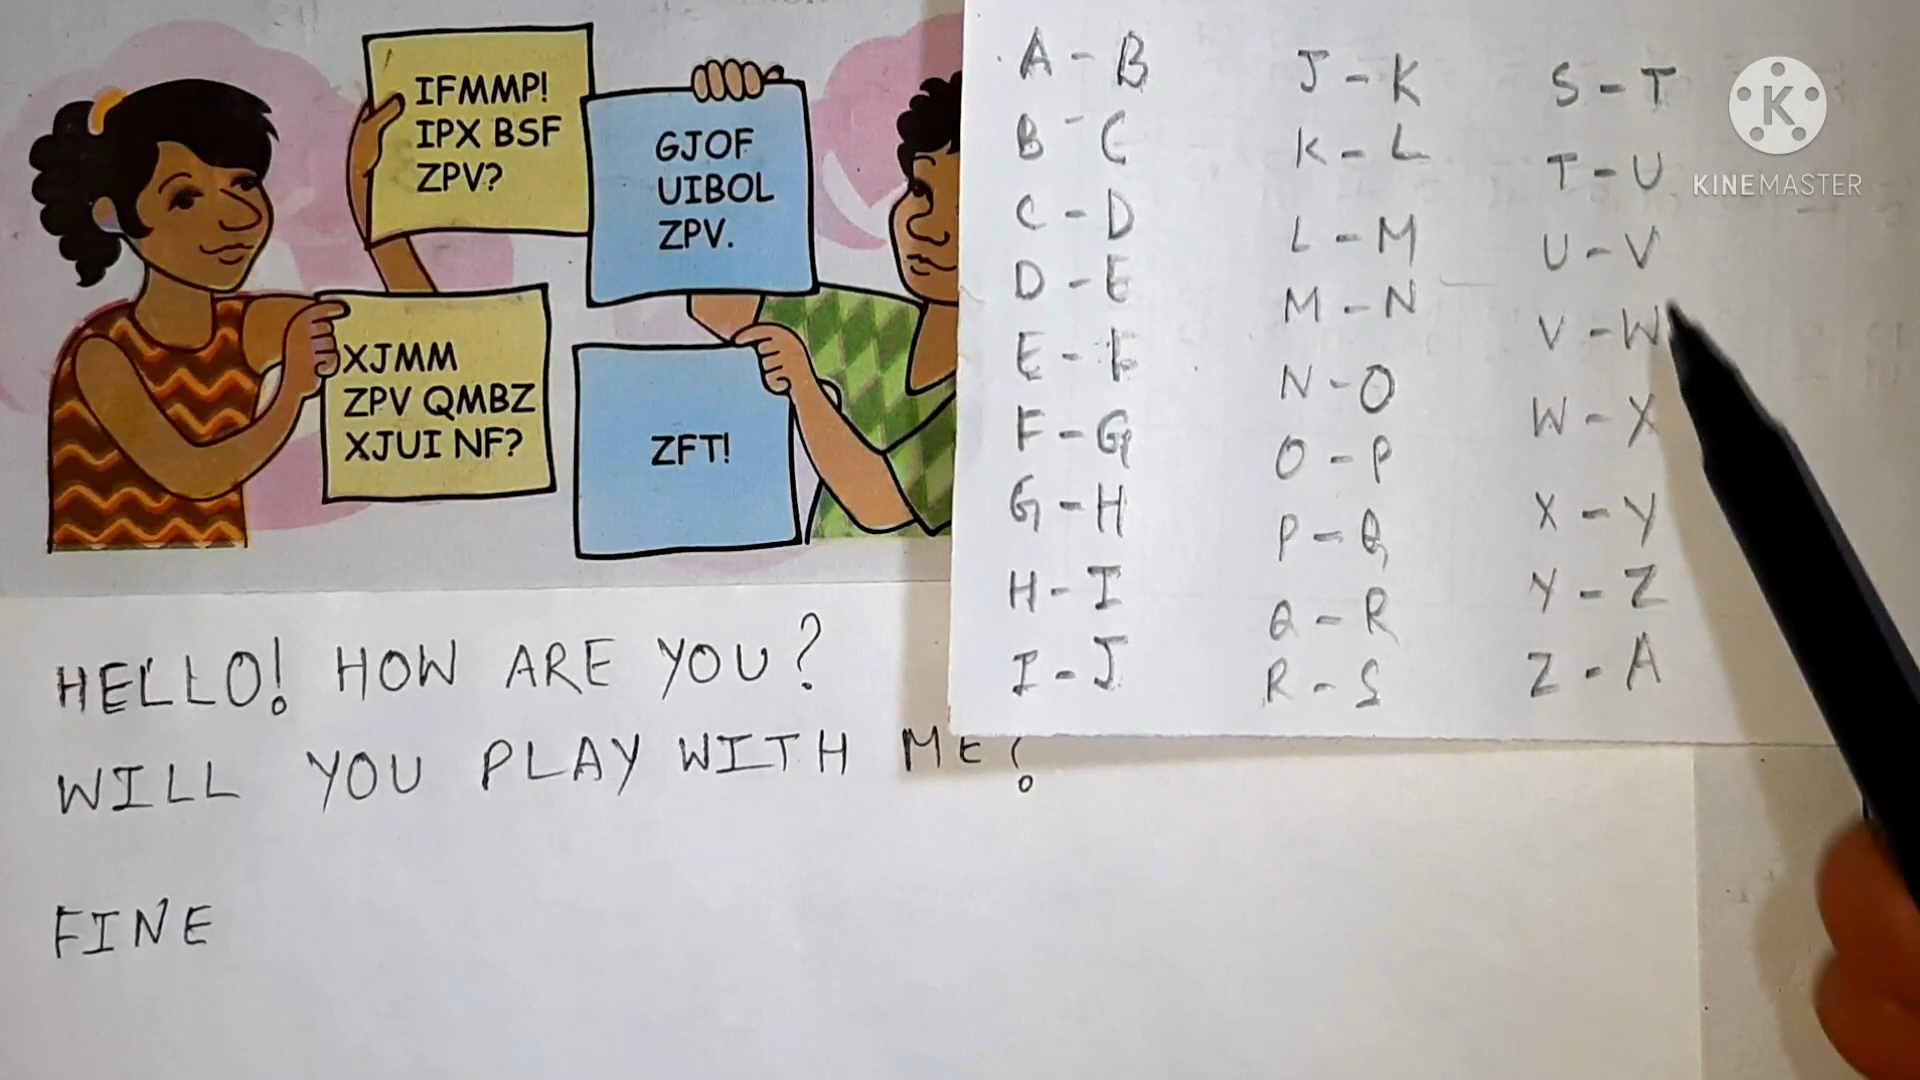 IFMMP!
IPX BSF
ZPV?
GJOF
UIBOL
ZPV.
XJMM
ZPV QMBZ
XJUI NF?
ZFT!
A - B
B - C
C - D
D - E
E - F
F - G
G - H
H - I
I - J
J - K
K - L
L - M
M - N
N - O
O - P
P - Q
Q - R
R - S
S - T
T - U
U - V
V - W
W - X
X - Y
Y - Z
Z - A
K
KINEMASTER
HELLO! HOW ARE YOU?
WILL YOU PLAY WITH ME?
FINE